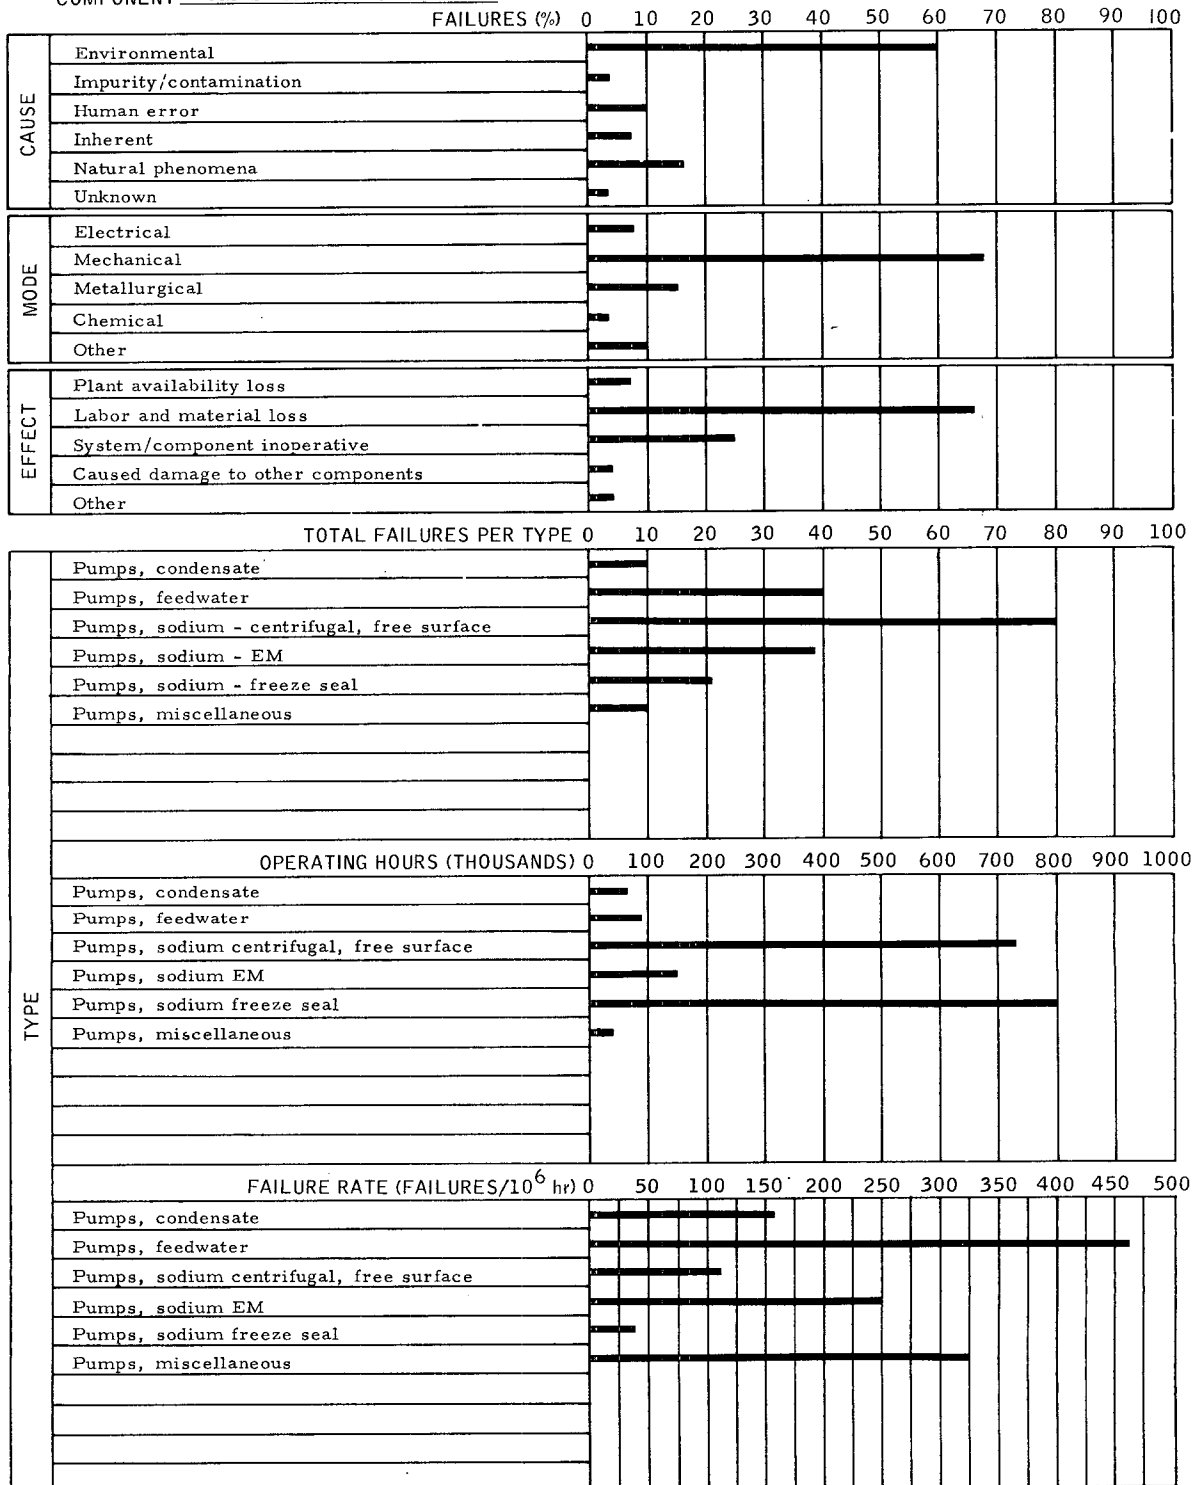 COMPONENT
FAILURES (%) 0 10 20 30 40 50 60 70 80 90 100
CAUSE
Environmental
Impurity/contamination
Human error
Inherent
Natural phenomena
Unknown
MODE
Electrical
Mechanical
Metallurgical
Chemical
Other
EFFECT
Plant availability loss
Labor and material loss
System/component inoperative
Caused damage to other components
Other
TOTAL FAILURES PER TYPE 0 10 20 30 40 50 60 70 80 90 100
TYPE
Pumps, condensate
Pumps, feedwater
Pumps, sodium - centrifugal, free surface
Pumps, sodium - EM
Pumps, sodium - freeze seal
Pumps, miscellaneous
OPERATING HOURS (THOUSANDS) 0 100 200 300 400 500 600 700 800 900 1000
Pumps, condensate
Pumps, feedwater
Pumps, sodium centrifugal, free surface
Pumps, sodium EM
Pumps, sodium freeze seal
Pumps, miscellaneous
FAILURE RATE (FAILURES/10⁶ hr) 0 50 100 150 200 250 300 350 400 450 500
Pumps, condensate
Pumps, feedwater
Pumps, sodium centrifugal, free surface
Pumps, sodium EM
Pumps, sodium freeze seal
Pumps, miscellaneous